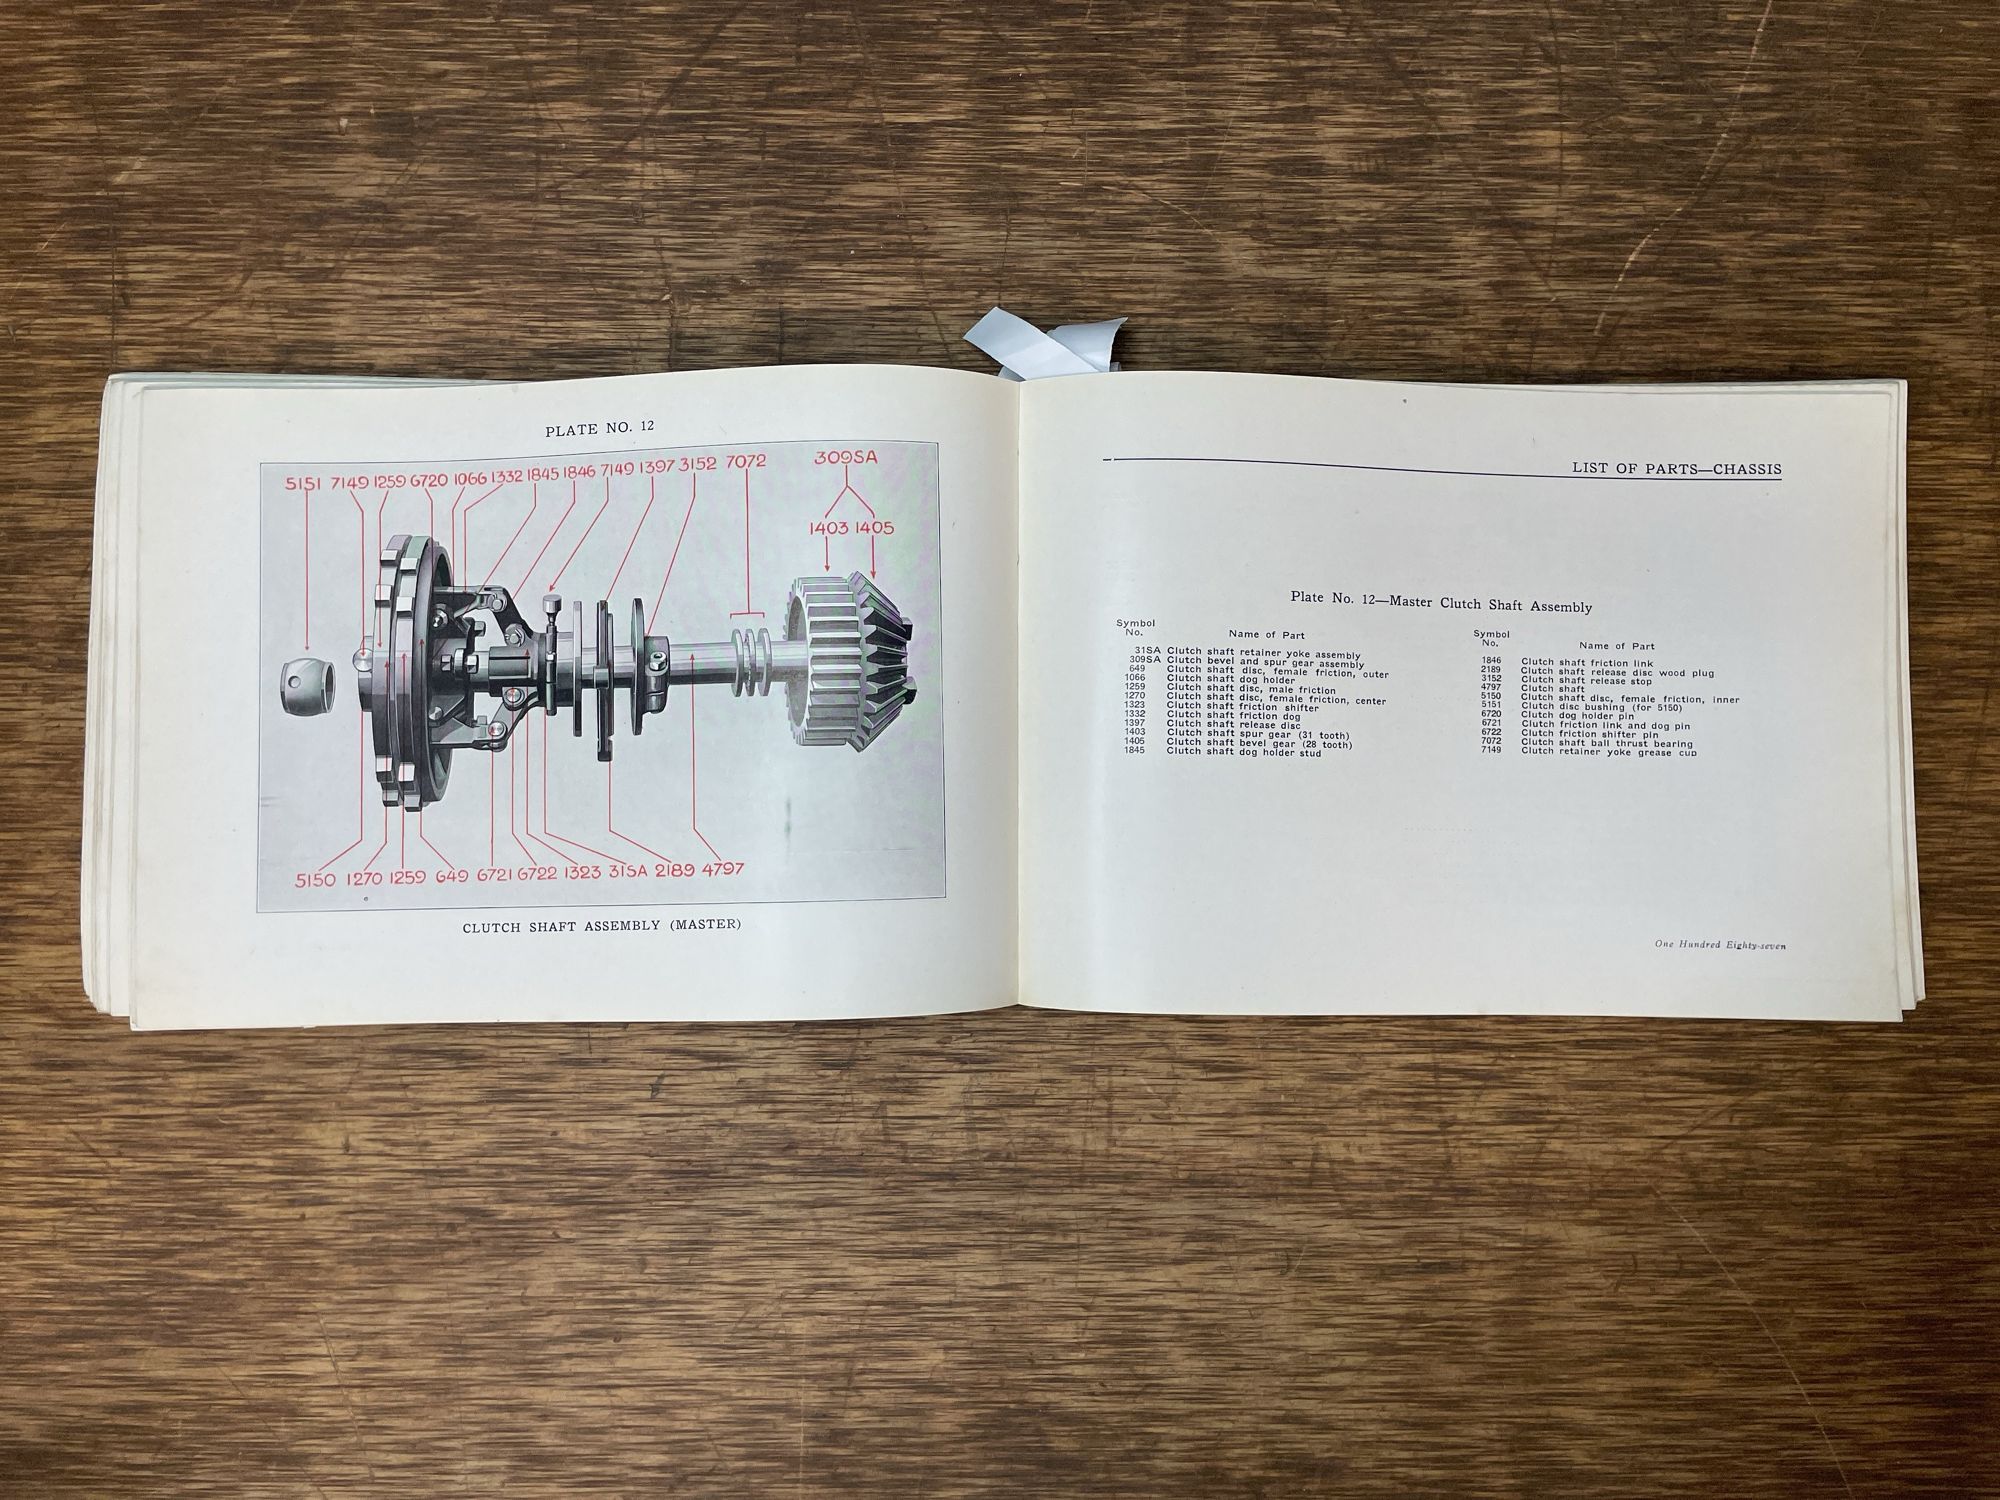 PLATE NO. 12
309SA
5151 7149 1259 6720 1066 1332 1845 1846 7149 1397 3152 7072
1403 1405
5150 1270 1259 649 6721 6722 1323 31SA 2189 4797
CLUTCH SHAFT ASSEMBLY (MASTER)
LIST OF PARTS—CHASSIS
Plate No. 12—Master Clutch Shaft Assembly
Symbol
No. Name of Part
31SA Clutch shaft retainer yoke assembly
309SA Clutch bevel and spur gear assembly
649 Clutch shaft disc, female friction, outer
1066 Clutch shaft dog holder
1259 Clutch shaft disc, male friction
1270 Clutch shaft disc, female friction, center
1323 Clutch shaft friction shifter
1332 Clutch shaft friction dog
1397 Clutch shaft release disc
1403 Clutch shaft spur gear (31 tooth)
1405 Clutch shaft bevel gear (28 tooth)
1845 Clutch shaft dog holder stud
Symbol
No. Name of Part
1846 Clutch shaft friction link
2189 Clutch shaft release disc wood plug
3152 Clutch shaft release stop
4797 Clutch shaft
5150 Clutch shaft disc, female friction, inner
5151 Clutch disc bushing (for 5150)
6720 Clutch dog holder pin
6721 Clutch friction link and dog pin
6722 Clutch friction shifter pin
7072 Clutch shaft ball thrust bearing
7149 Clutch retainer yoke grease cup
One Hundred Eighty-seven